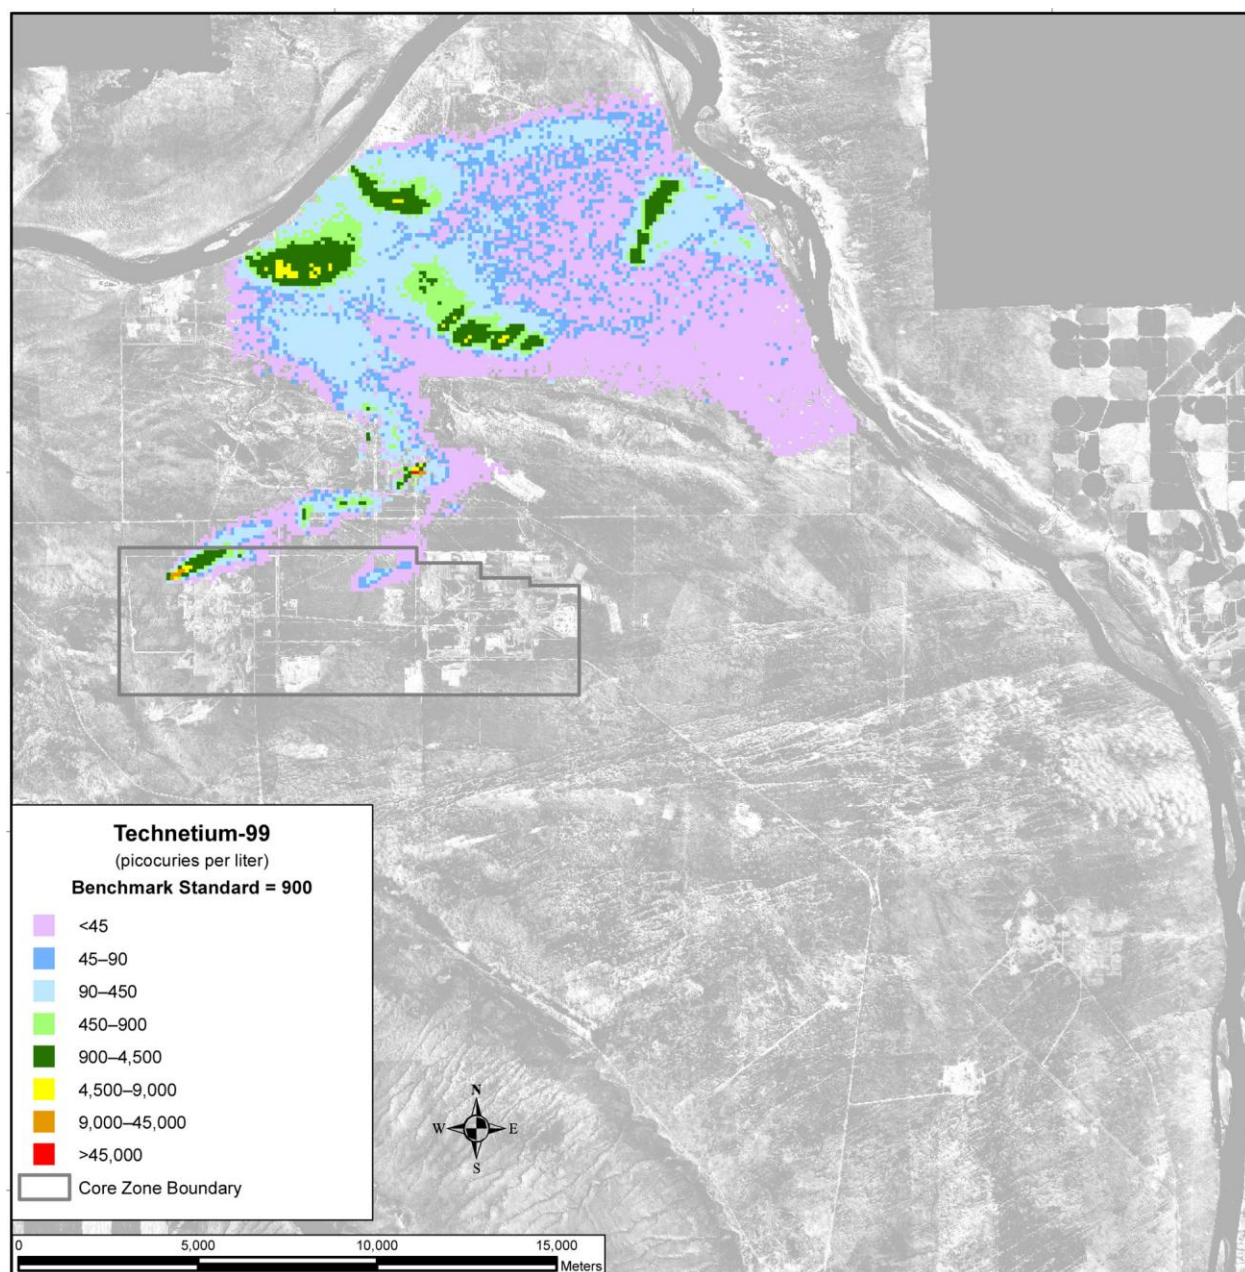 Technetium-99
(picocuries per liter)
Benchmark Standard = 900
<45
45–90
90–450
450–900
900–4,500
4,500–9,000
9,000–45,000
>45,000
Core Zone Boundary
N
W E
S
0 5,000 10,000 15,000
Meters